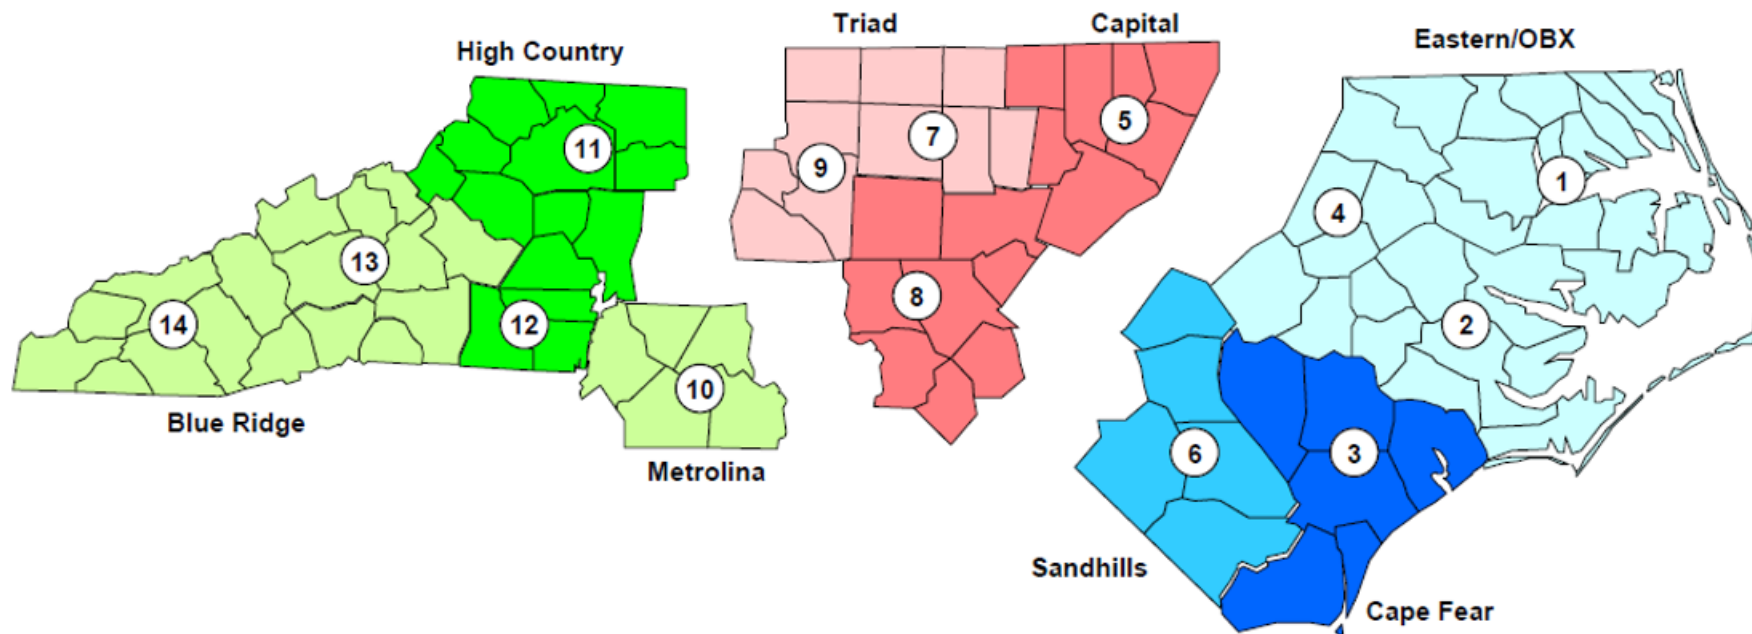 Triad
Capital
High Country
Eastern/OBX
11
7
5
9
1
4
13
8
14
12
2
10
6
3
Blue Ridge
Metrolina
Sandhills
Cape Fear